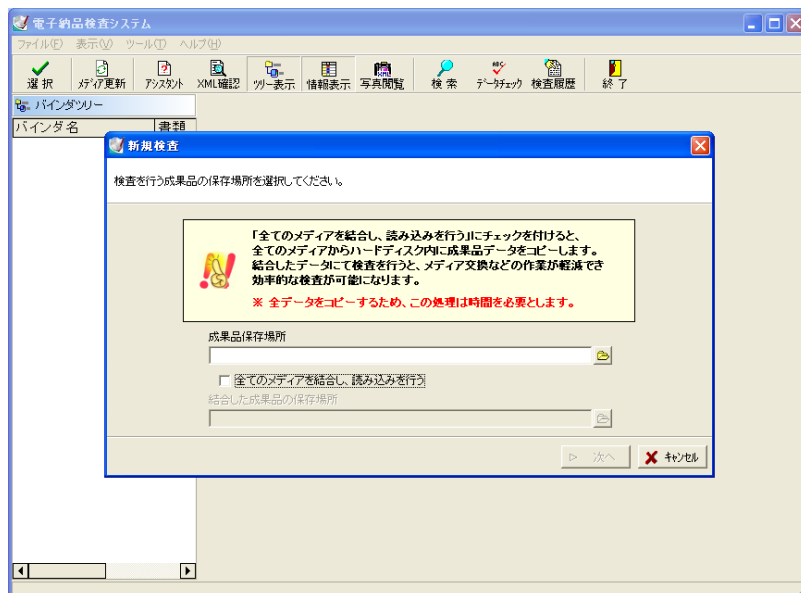 電子納品検査システム
ファイル(F) 表示(V) ツール(T) ヘルプ(H)
選 択 メディア更新 アシスタント XML確認 ツリー表示 情報表示 写真閲覧 検 索 データチェック 検査履歴 終 了
バインダツリー
バインダ名 書類
新規検査
検査を行う成果品の保存場所を選択してください。
「全てのメディアを結合し、読み込みを行う」にチェックを付けると、
全てのメディアからハードディスク内に成果品データをコピーします。
結合したデータにて検査を行うと、メディア交換などの作業が軽減でき
効率的な検査が可能になります。
※ 全データをコピーするため、この処理は時間を必要とします。
成果品保存場所
全てのメディアを結合し、読み込みを行う
結合した成果品の保存場所
次へ キャンセル